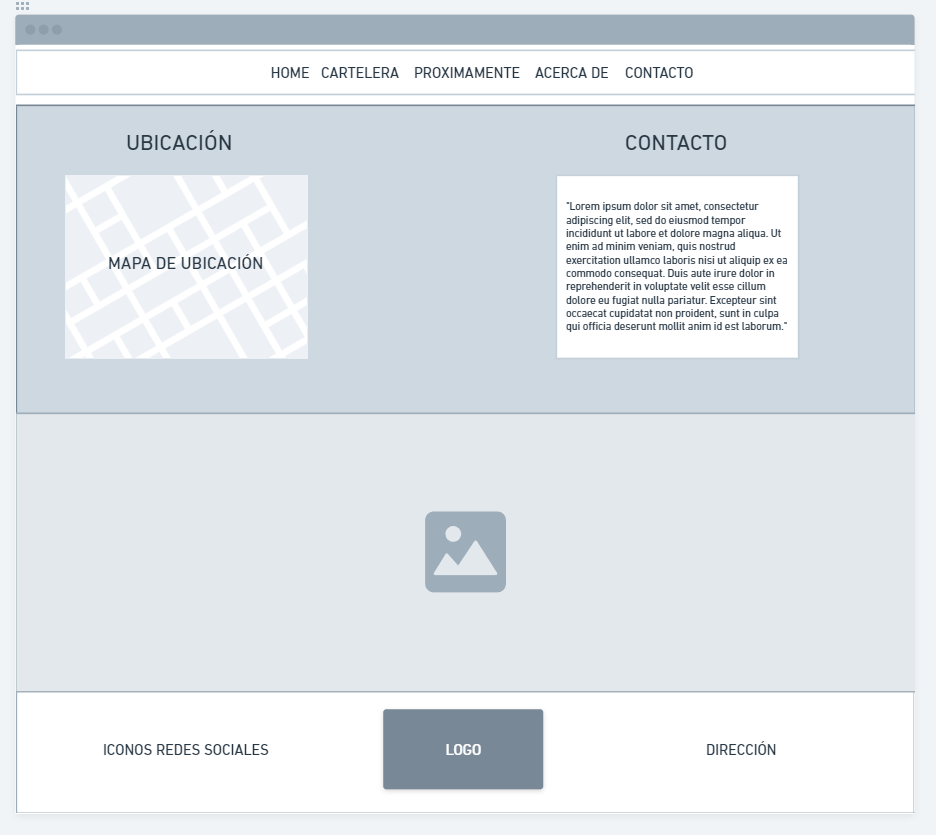 HOME CARTELERA PROXIMAMENTE ACERCA DE CONTACTO
UBICACIÓN
MAPA DE UBICACIÓN
CONTACTO
"Lorem ipsum dolor sit amet, consectetur
adipiscing elit, sed do eiusmod tempor
incididunt ut labore et dolore magna aliqua. Ut
enim ad minim veniam, quis nostrud
exercitation ullamco laboris nisi ut aliquip ex ea
commodo consequat. Duis aute irure dolor in
reprehenderit in voluptate velit esse cillum
dolore eu fugiat nulla pariatur. Excepteur sint
occaecat cupidatat non proident, sunt in culpa
qui officia deserunt mollit anim id est laborum."
ICONOS REDES SOCIALES
LOGO
DIRECCIÓN